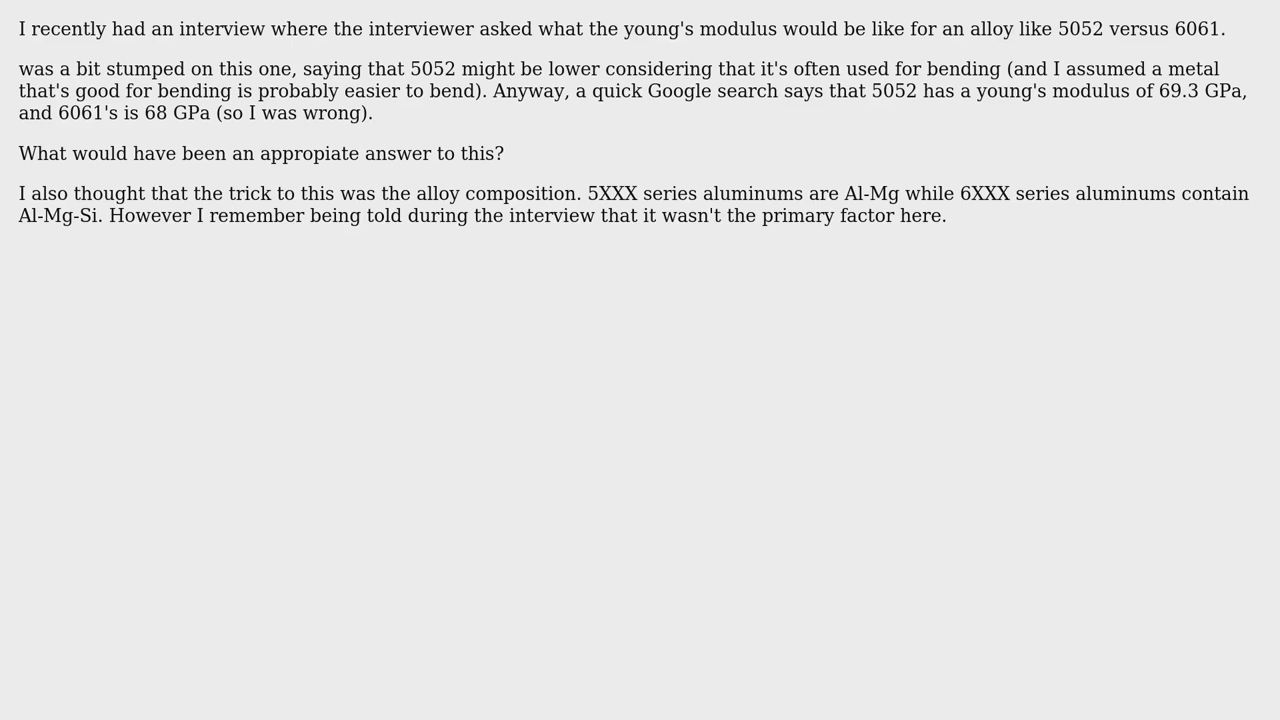 I recently had an interview where the interviewer asked what the young's modulus would be like for an alloy like 5052 versus 6061.
was a bit stumped on this one, saying that 5052 might be lower considering that it's often used for bending (and I assumed a metal
that's good for bending is probably easier to bend). Anyway, a quick Google search says that 5052 has a young's modulus of 69.3 GPa,
and 6061's is 68 GPa (so I was wrong).
What would have been an appropiate answer to this?
I also thought that the trick to this was the alloy composition. 5XXX series aluminums are Al-Mg while 6XXX series aluminums contain
Al-Mg-Si. However I remember being told during the interview that it wasn't the primary factor here.